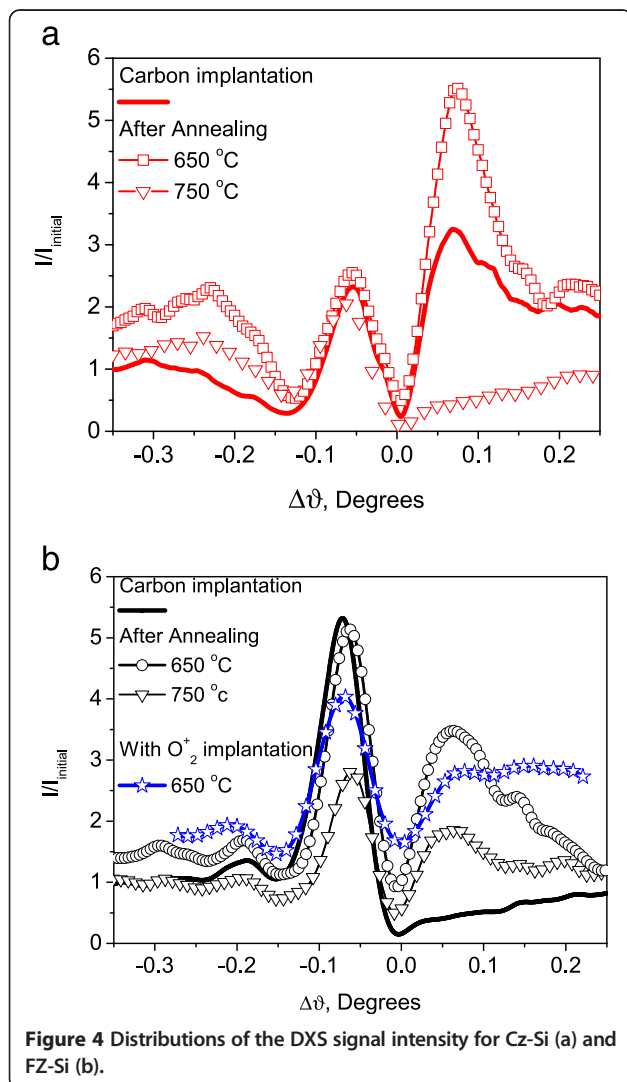 a
6
5
4
3
2
1
0
I/I_initial
Carbon implantation
After Annealing
650 °C
750 °C
-0.3 -0.2 -0.1 0.0 0.1 0.2
Δϑ, Degrees
b
6
5
4
3
2
1
0
I/I_initial
Carbon implantation
After Annealing
650 °C
750 °c
With O⁺₂ implantation
650 °C
-0.3 -0.2 -0.1 0.0 0.1 0.2
Δϑ, Degrees
Figure 4 Distributions of the DXS signal intensity for Cz-Si (a) and
FZ-Si (b).